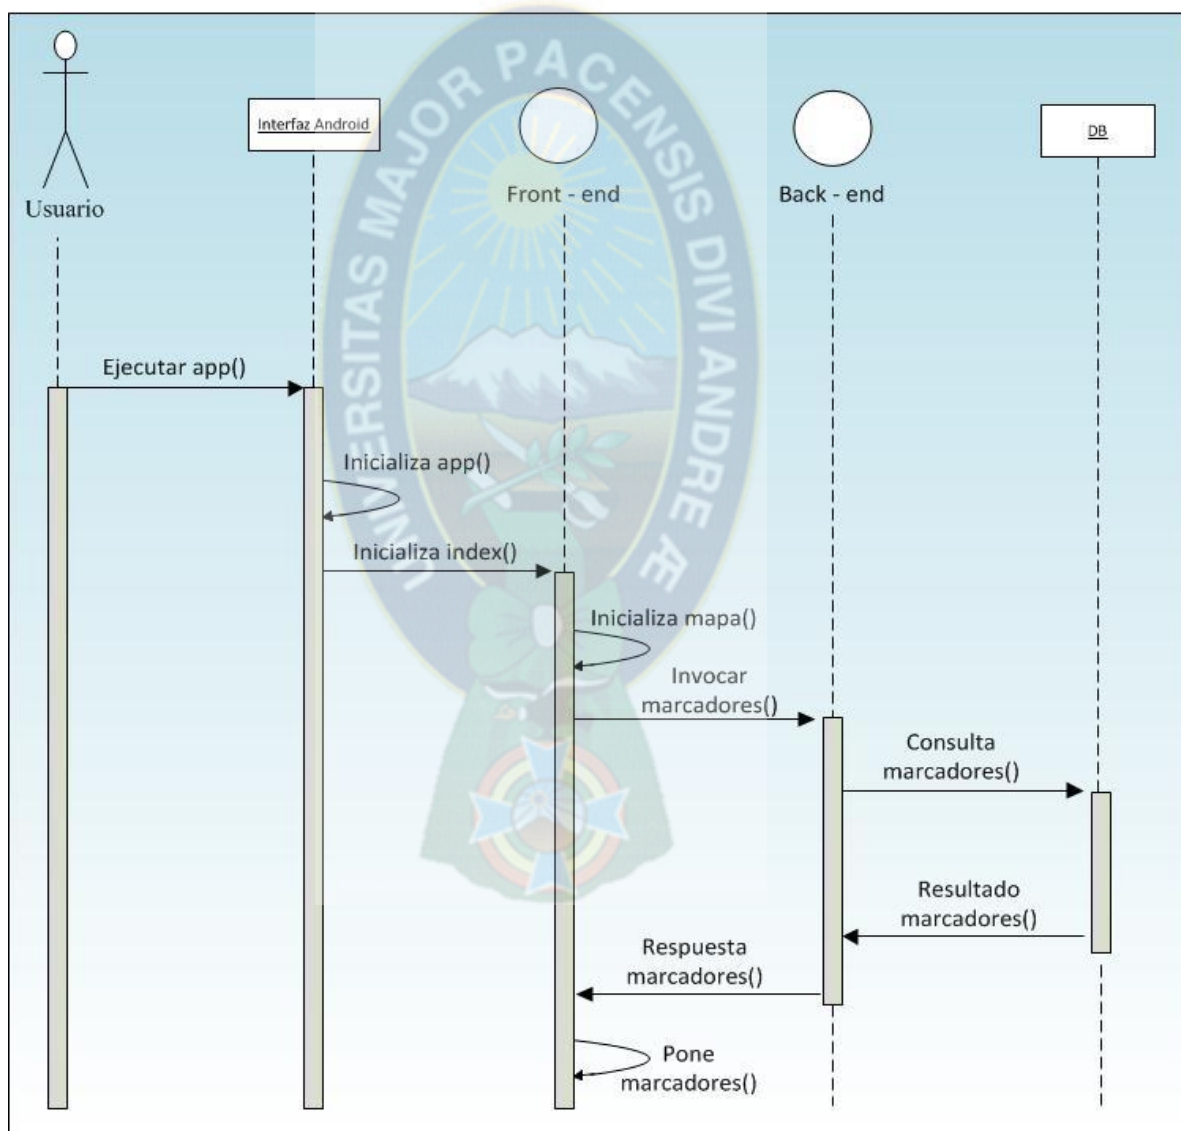 UNIVERSITAS MAJOR PACENSIS DIVI ANDRE Æ
Interfaz Android
DB
Usuario
Front - end
Back - end
Ejecutar app()
Inicializa app()
Inicializa index()
Inicializa mapa()
Invocar
marcadores()
Consulta
marcadores()
Resultado
marcadores()
Respuesta
marcadores()
Pone
marcadores()